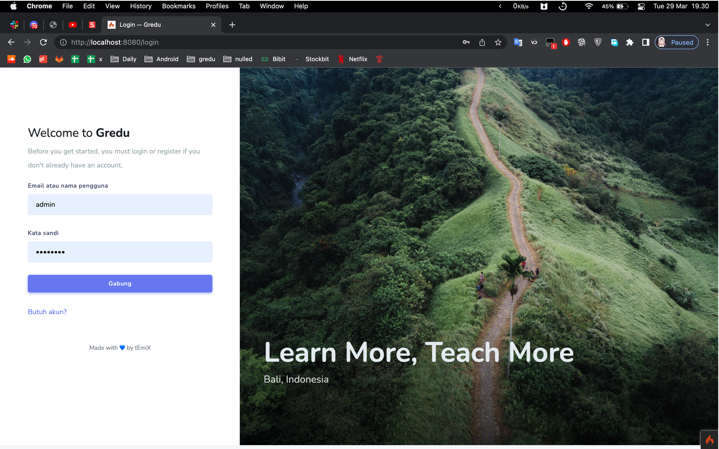 Chrome File Edit View History Bookmarks Profiles Tab Window Help
0KB/s 45% Tue 29 Mar 19.30
Login — Gredu
http://localhost:8080/login
Paused
x Daily Android gredu nulled Bibit Stockbit Netflix
Welcome to Gredu
Before you get started, you must login or register if you
don't already have an account.
Email atau nama pengguna
admin
Kata sandi
••••••••
Gabung
Butuh akun?
Made with 💙 by tEmiX
Learn More, Teach More
Bali, Indonesia